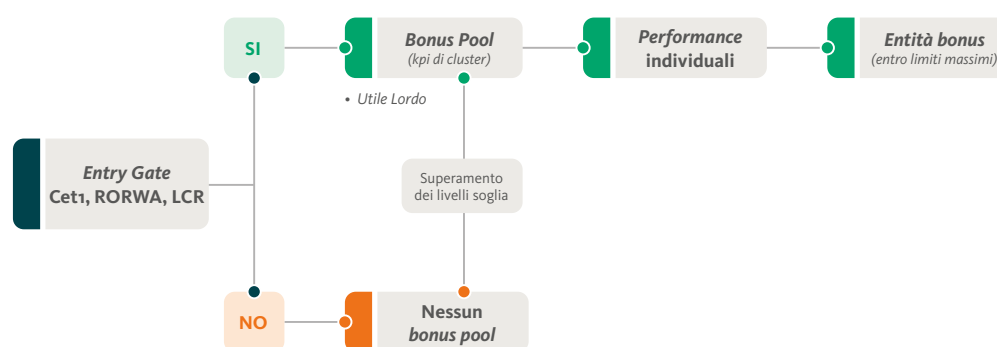 SI
Bonus Pool
(kpi di cluster)
Performance
individuali
Entità bonus
(entro limiti massimi)
• Utile Lordo
Entry Gate
Cet1, RORWA, LCR
Superamento
dei livelli soglia
NO
Nessun
bonus pool